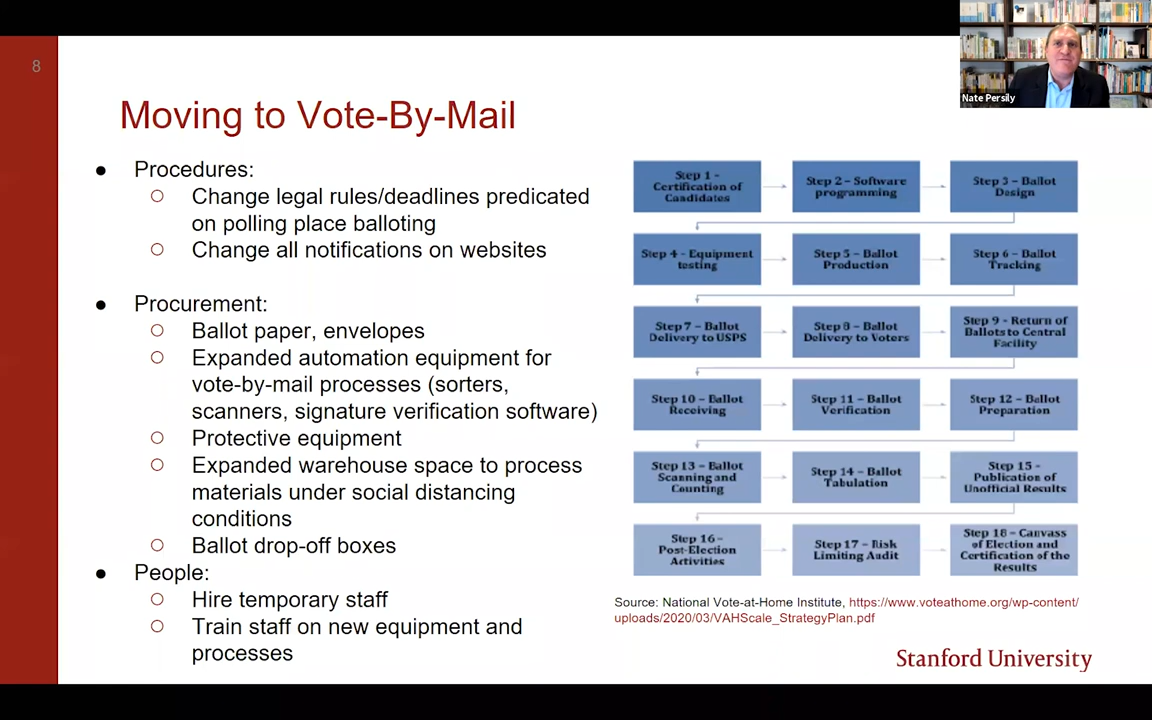 8
Nate Persily
Moving to Vote-By-Mail
● Procedures:
○ Change legal rules/deadlines predicated
on polling place balloting
○ Change all notifications on websites
● Procurement:
○ Ballot paper, envelopes
○ Expanded automation equipment for
vote-by-mail processes (sorters,
scanners, signature verification software)
○ Protective equipment
○ Expanded warehouse space to process
materials under social distancing
conditions
○ Ballot drop-off boxes
● People:
○ Hire temporary staff
○ Train staff on new equipment and
processes
Step 1 –
Certification of
Candidates
Step 2 – Software
programming
Step 3 – Ballot
Design
Step 4 – Equipment
testing
Step 5 – Ballot
Production
Step 6 – Ballot
Tracking
Step 7 – Ballot
Delivery to USPS
Step 8 – Ballot
Delivery to Voters
Step 9 – Return of
Ballots to Central
Facility
Step 10 – Ballot
Receiving
Step 11 – Ballot
Verification
Step 12 – Ballot
Preparation
Step 13 – Ballot
Scanning and
Counting
Step 14 – Ballot
Tabulation
Step 15 –
Publication of
Unofficial Results
Step 16 –
Post-Election
Activities
Step 17 – Risk
Limiting Audit
Step 18 – Canvass
of Election and
Certification of the
Results
Source: National Vote-at-Home Institute, https://www.voteathome.org/wp-content/
uploads/2020/03/VAHScale_StrategyPlan.pdf
Stanford University